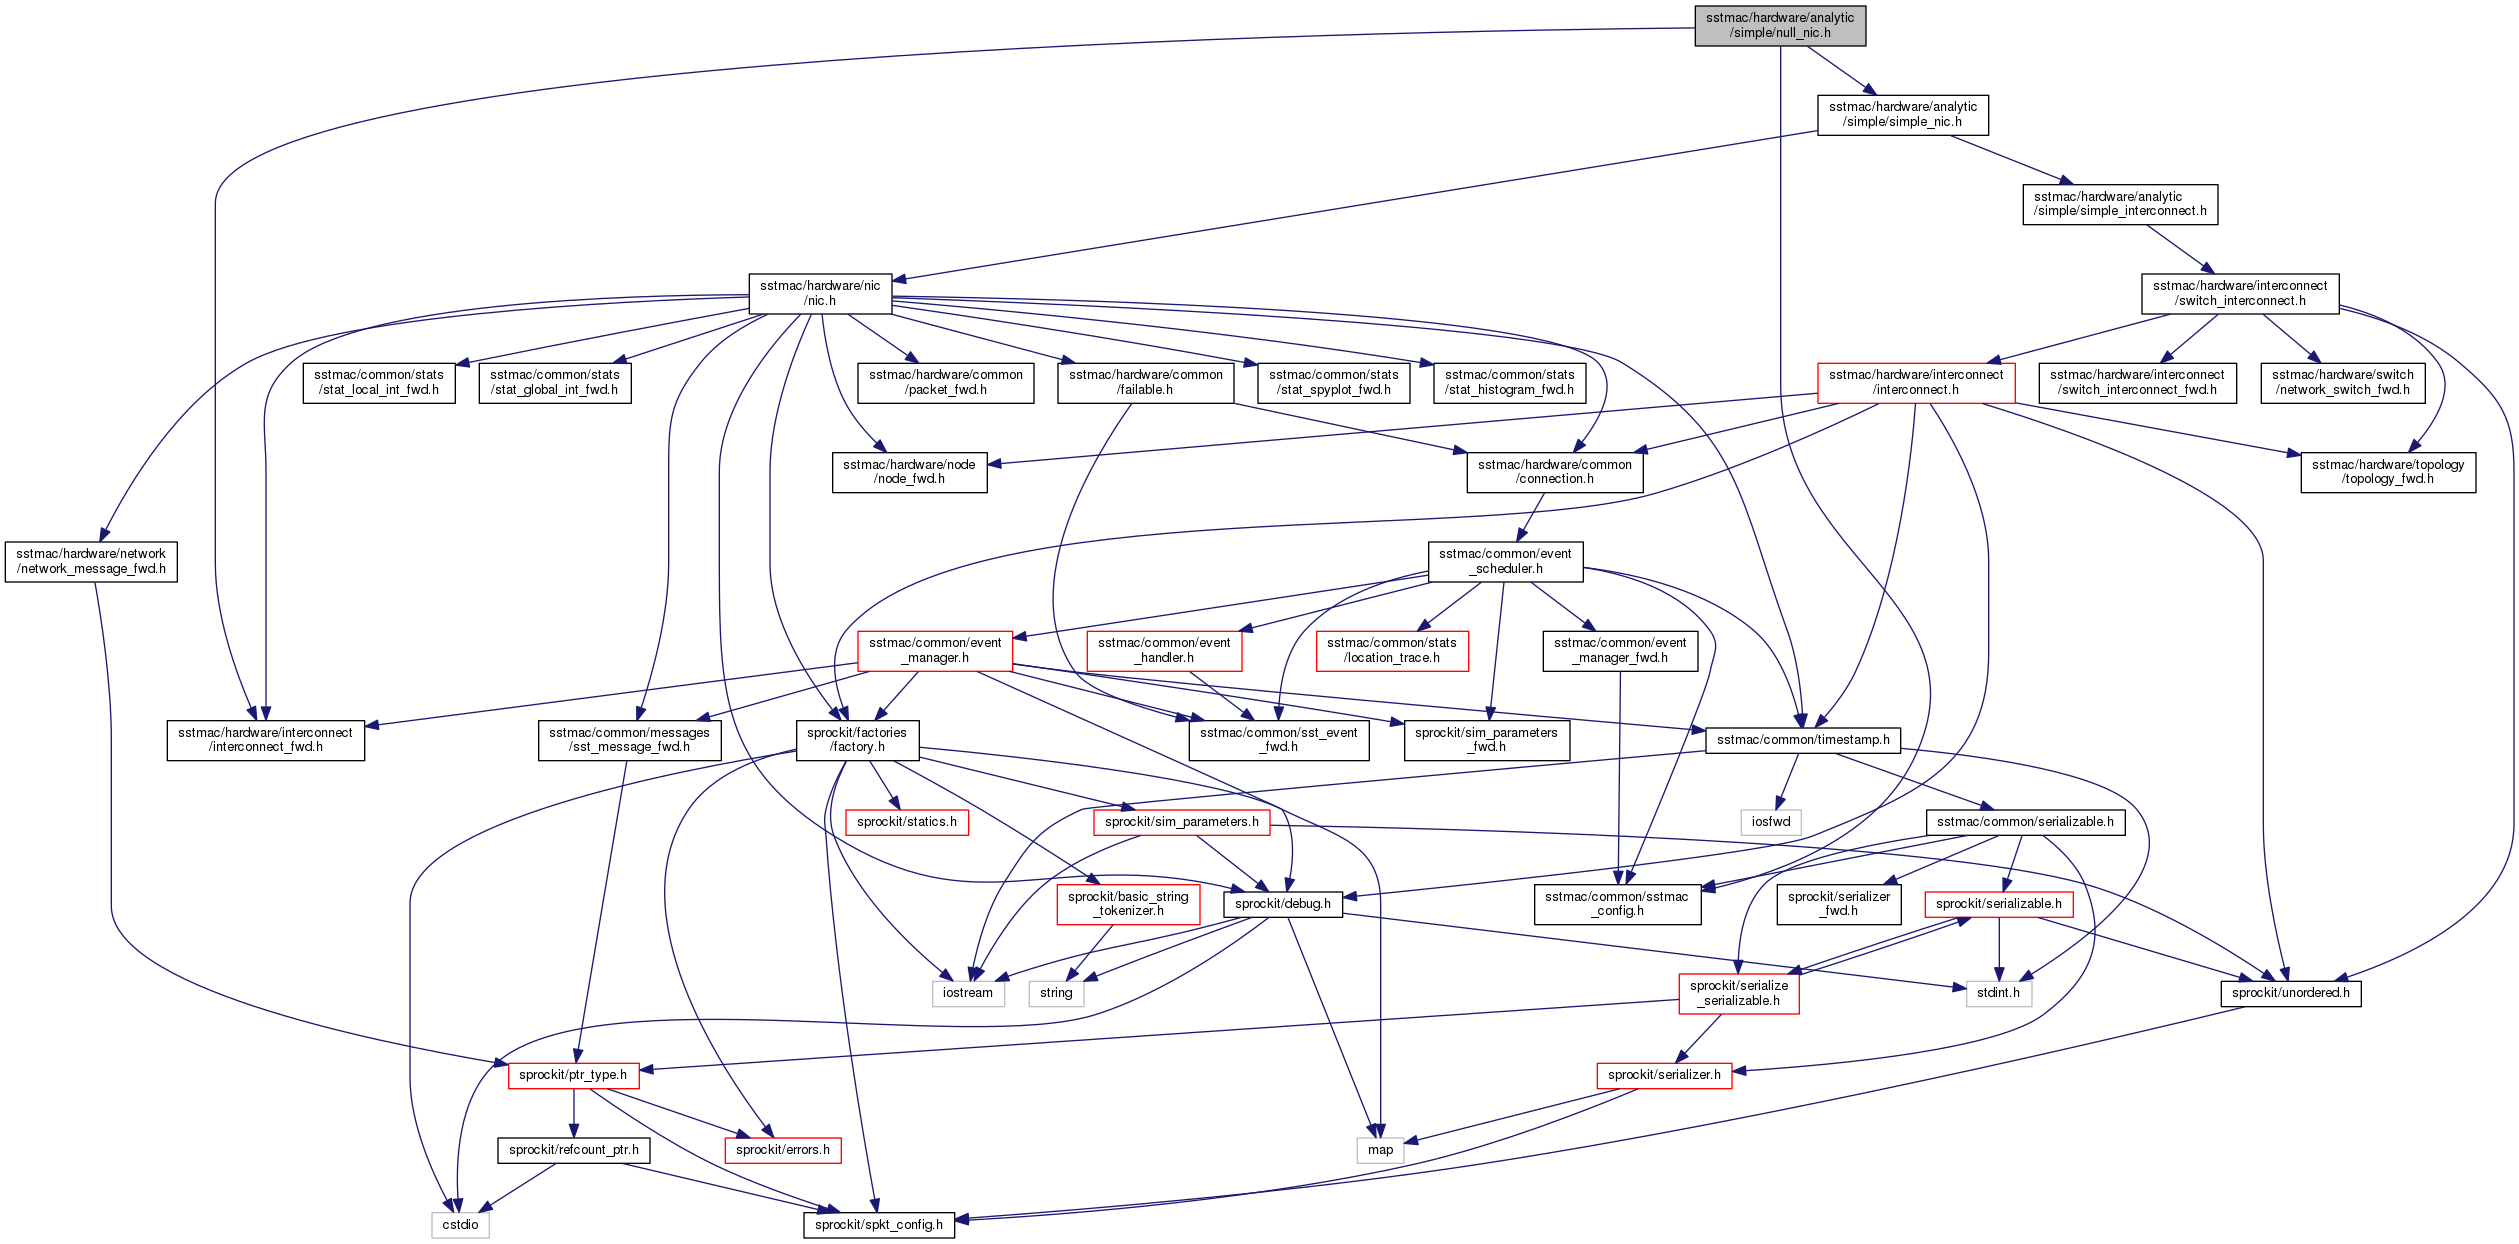 sstmac/hardware/analytic
/simple/null_nic.h
sstmac/hardware/analytic
/simple/simple_nic.h
sstmac/hardware/analytic
/simple/simple_interconnect.h
sstmac/hardware/nic
/nic.h
sstmac/hardware/interconnect
/switch_interconnect.h
sstmac/common/stats
/stat_local_int_fwd.h
sstmac/common/stats
/stat_global_int_fwd.h
sstmac/hardware/common
/packet_fwd.h
sstmac/hardware/common
/failable.h
sstmac/common/stats
/stat_spyplot_fwd.h
sstmac/common/stats
/stat_histogram_fwd.h
sstmac/hardware/interconnect
/interconnect.h
sstmac/hardware/interconnect
/switch_interconnect_fwd.h
sstmac/hardware/switch
/network_switch_fwd.h
sstmac/hardware/node
/node_fwd.h
sstmac/hardware/common
/connection.h
sstmac/hardware/topology
/topology_fwd.h
sstmac/hardware/network
/network_message_fwd.h
sstmac/common/event
_scheduler.h
sstmac/common/event
_manager.h
sstmac/common/event
_handler.h
sstmac/common/stats
/location_trace.h
sstmac/common/event
_manager_fwd.h
sstmac/hardware/interconnect
/interconnect_fwd.h
sstmac/common/messages
/sst_message_fwd.h
sprockit/factories
/factory.h
sstmac/common/sst_event
_fwd.h
sprockit/sim_parameters
_fwd.h
sstmac/common/timestamp.h
sprockit/statics.h
sprockit/sim_parameters.h
iosfwd
sstmac/common/serializable.h
sprockit/basic_string
_tokenizer.h
sprockit/debug.h
sstmac/common/sstmac
_config.h
sprockit/serializer
_fwd.h
sprockit/serializable.h
iostream
string
sprockit/serialize
_serializable.h
stdint.h
sprockit/unordered.h
sprockit/ptr_type.h
sprockit/serializer.h
sprockit/refcount_ptr.h
sprockit/errors.h
map
cstdio
sprockit/spkt_config.h